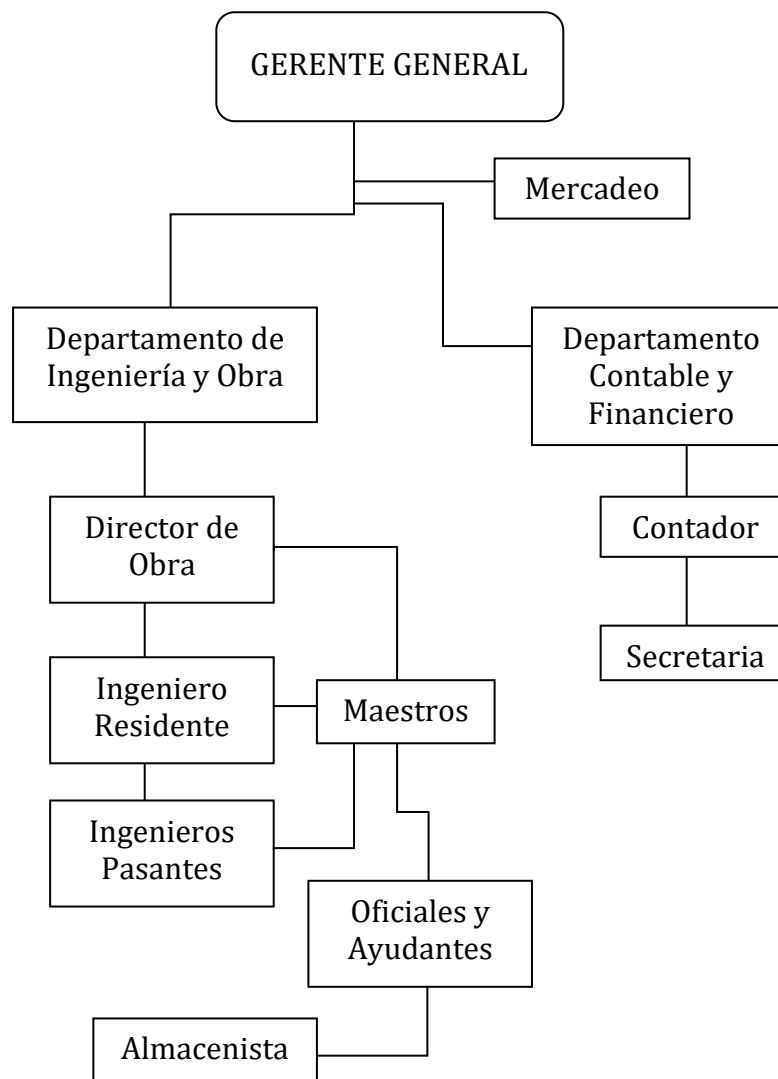 GERENTE GENERAL
Mercadeo
Departamento de
Ingeniería y Obra
Departamento
Contable y
Financiero
Director de
Obra
Contador
Ingeniero
Residente
Maestros
Secretaria
Ingenieros
Pasantes
Oficiales y
Ayudantes
Almacenista